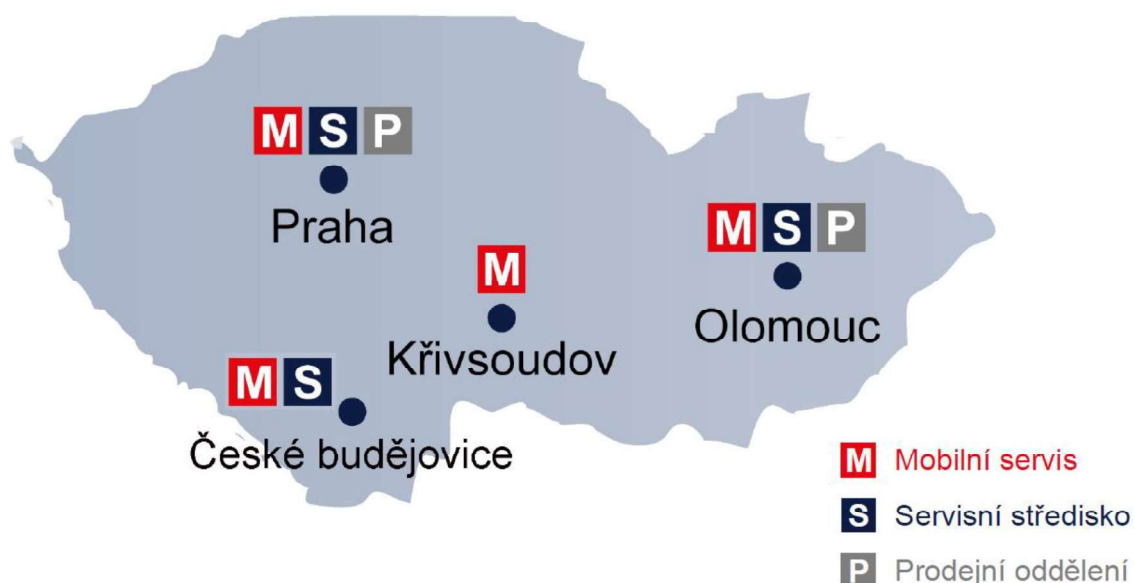 M S P
Praha
M S P
Olomouc
M
Křivsoudov
M S
České budějovice
M Mobilní servis
S Servisní středisko
P Prodejní oddělení